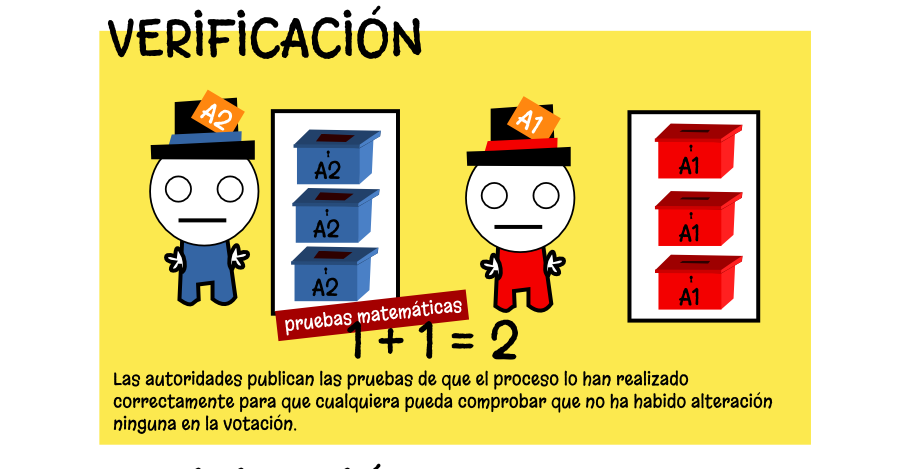 VERiFiCACiÓN
A2
A1
A2
A2
A2
A1
A1
A1
pruebas matemáticas
1 + 1 = 2
Las autoridades publican las pruebas de que el proceso lo han realizado
correctamente para que cualquiera pueda comprobar que no ha habido alteración
ninguna en la votación.